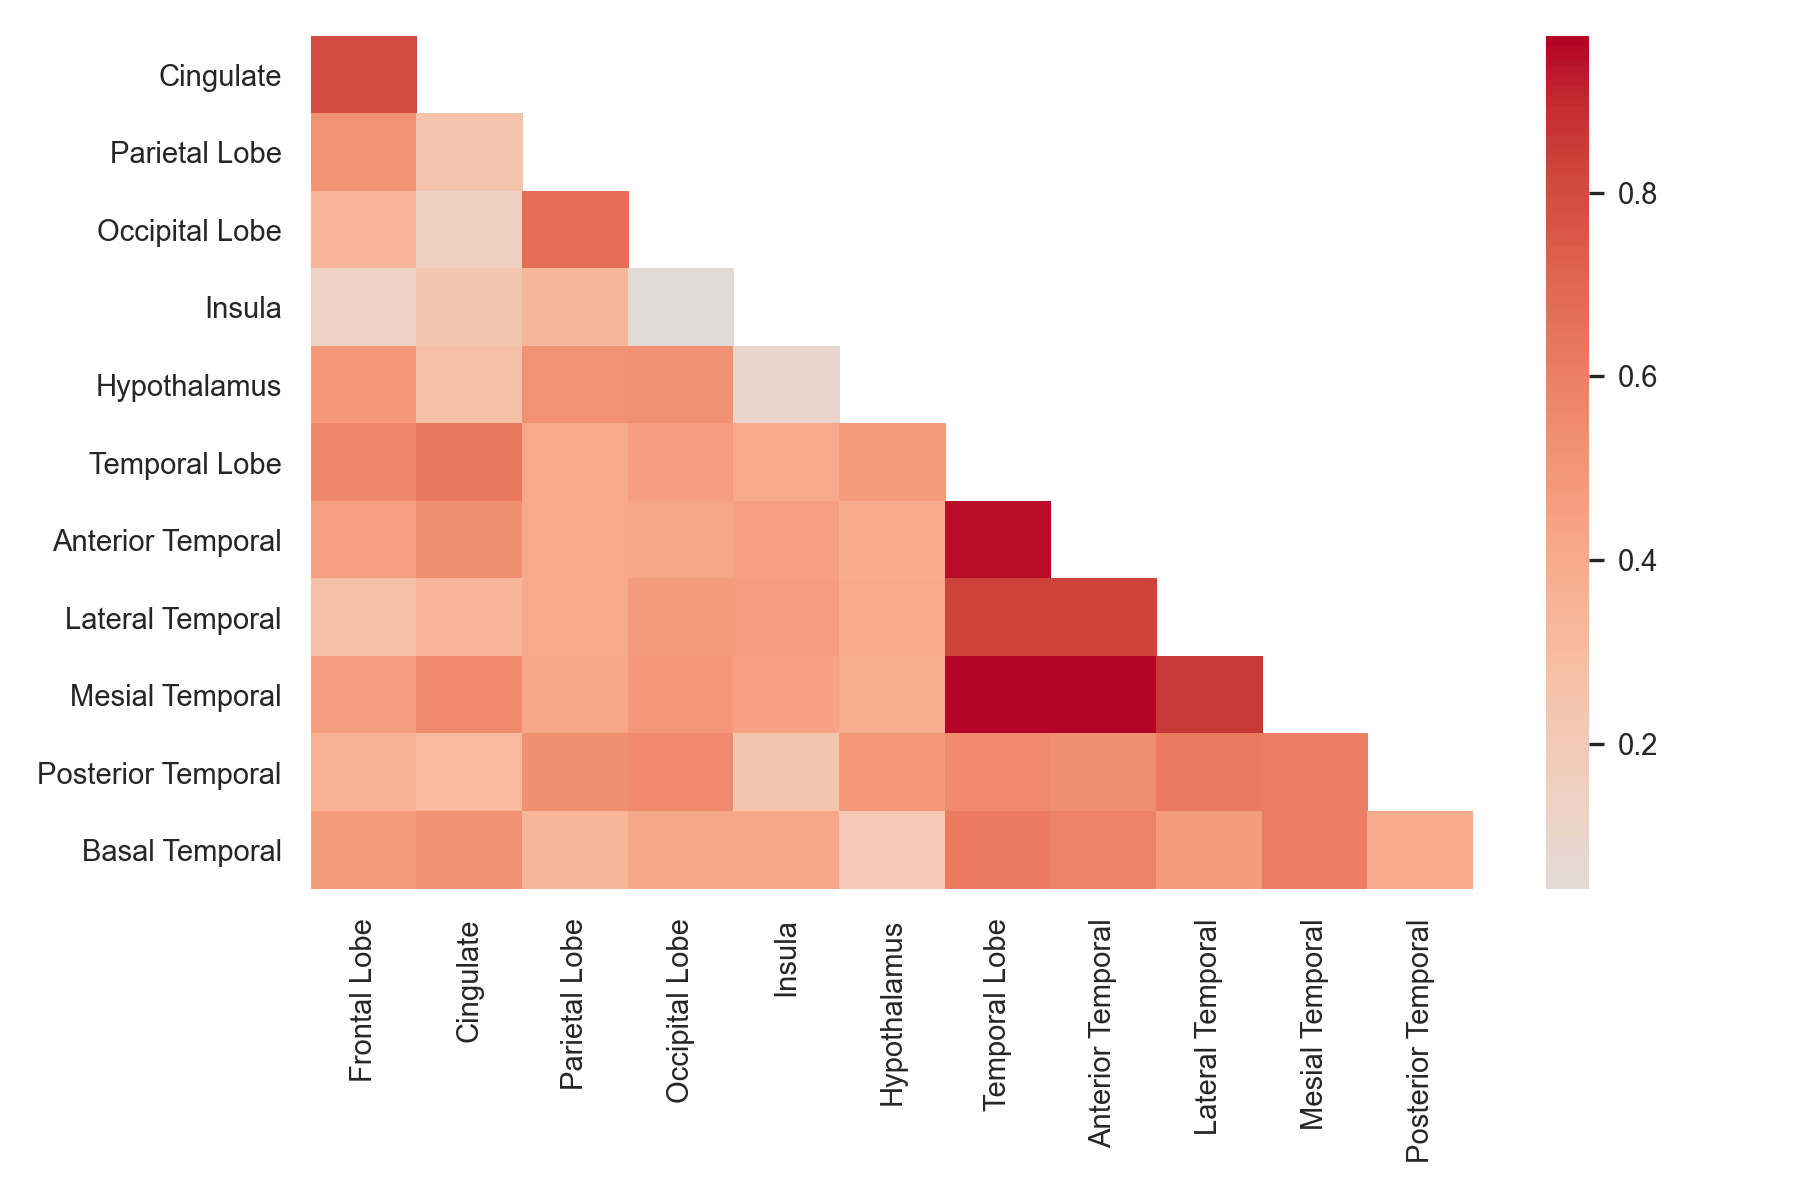 Cingulate
Parietal Lobe
Occipital Lobe
Insula
Hypothalamus
Temporal Lobe
Anterior Temporal
Lateral Temporal
Mesial Temporal
Posterior Temporal
Basal Temporal
Frontal Lobe
Cingulate
Parietal Lobe
Occipital Lobe
Insula
Hypothalamus
Temporal Lobe
Anterior Temporal
Lateral Temporal
Mesial Temporal
Posterior Temporal
0.8
0.6
0.4
0.2